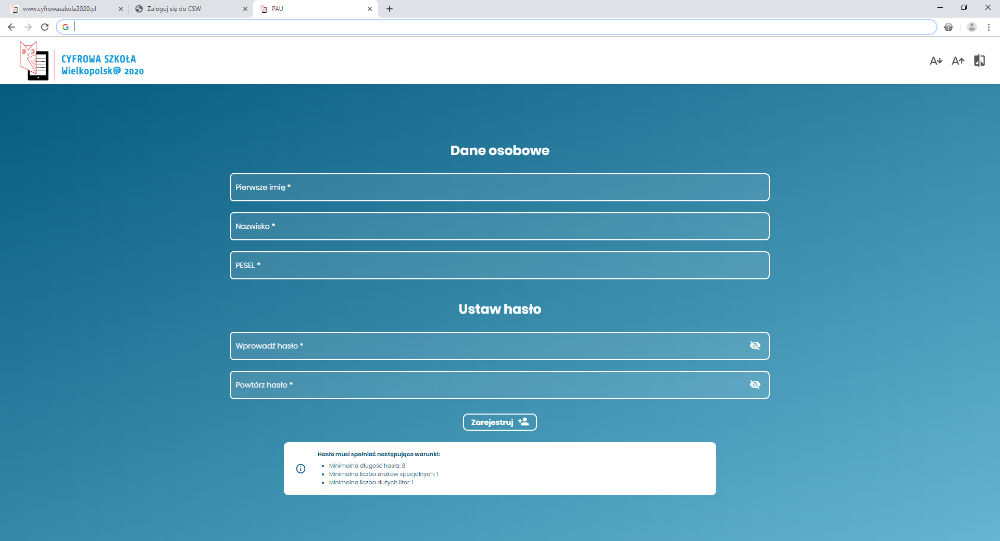 www.cyfrowaszkola2020.pl
Zaloguj się do CSW
PAU
CYFROWA SZKOŁA
Wielkopolsk@ 2020
A A
Dane osobowe
Pierwsze imię *
Nazwisko *
PESEL *
Ustaw hasło
Wprowadź hasło *
Powtórz hasło *
Zarejestruj
Hasło musi spełniać następujące warunki:
• Minimalna długość hasła: 8
• Minimalna liczba znaków specjalnych: 1
• Minimalna liczba dużych liter: 1